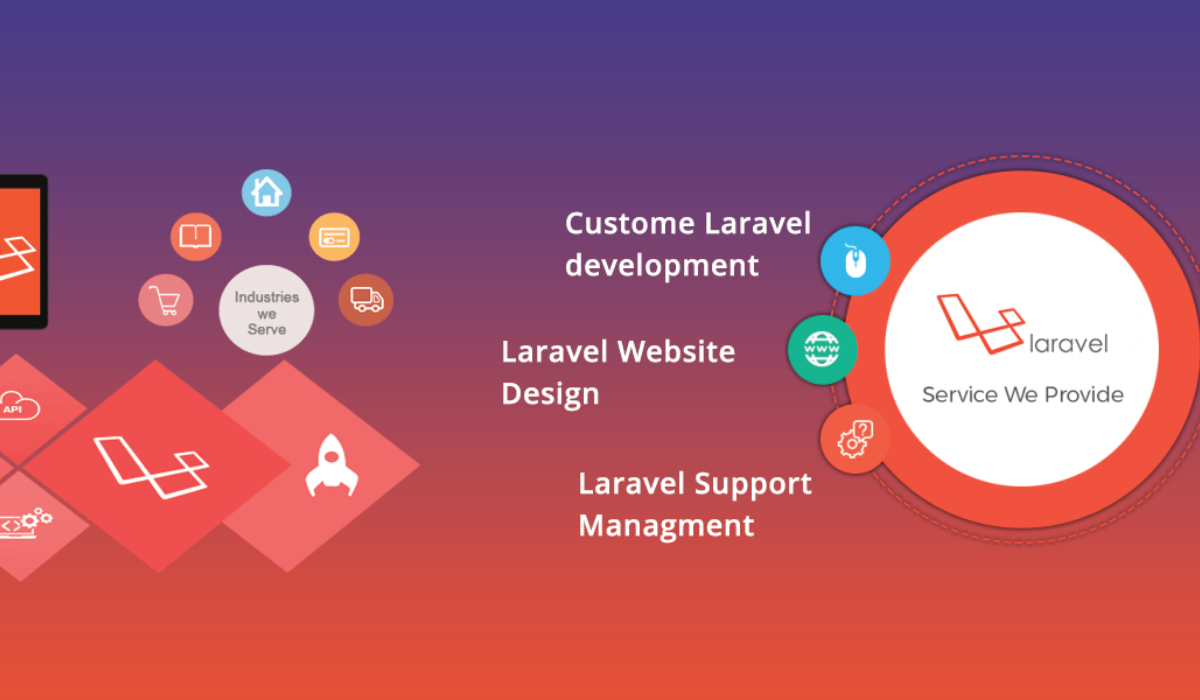 Industries
we
Serve
API
Custome Laravel
development
Laravel Website
Design
Laravel Support
Managment
www
laravel
Service We Provide